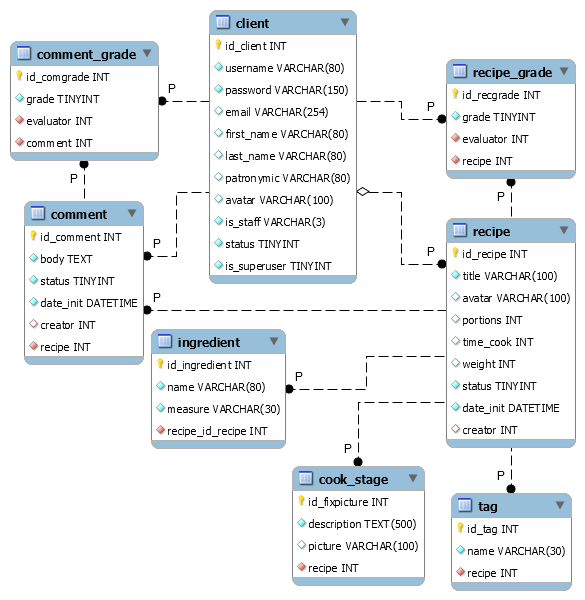 client
id_client INT
username VARCHAR(80)
password VARCHAR(150)
email VARCHAR(254)
first_name VARCHAR(80)
last_name VARCHAR(80)
patronymic VARCHAR(80)
avatar VARCHAR(100)
is_staff VARCHAR(3)
status TINYINT
is_superuser TINYINT
comment_grade
id_comgrade INT
grade TINYINT
evaluator INT
comment INT
P
P
recipe_grade
id_recgrade INT
grade TINYINT
evaluator INT
recipe INT
P
P
comment
id_comment INT
body TEXT
status TINYINT
date_init DATETIME
creator INT
recipe INT
P
P
recipe
id_recipe INT
title VARCHAR(100)
avatar VARCHAR(100)
portions INT
time_cook INT
weight INT
status TINYINT
date_init DATETIME
creator INT
P
ingredient
id_ingredient INT
name VARCHAR(80)
measure VARCHAR(30)
recipe_id_recipe INT
P
cook_stage
id_fixpicture INT
description TEXT(500)
picture VARCHAR(100)
recipe INT
P
tag
id_tag INT
name VARCHAR(30)
recipe INT
P